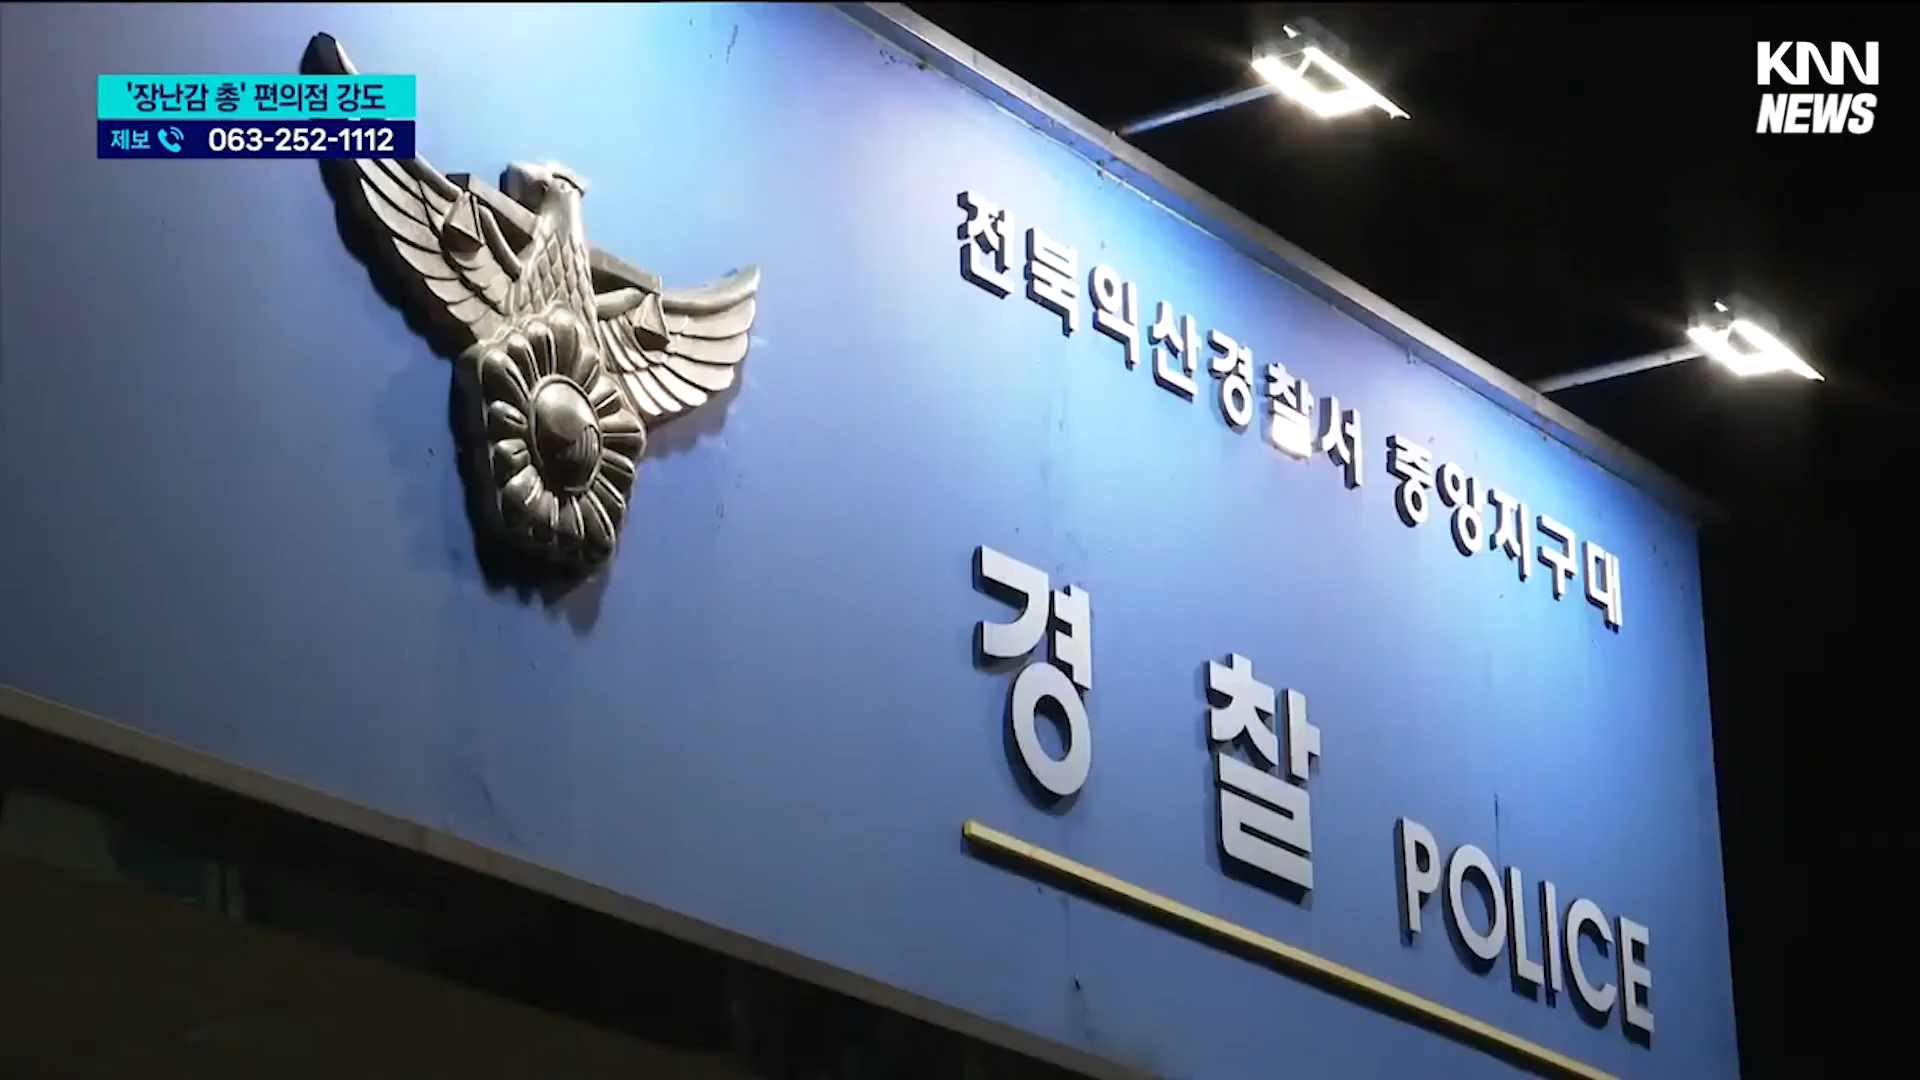 '장난감 총' 편의점 강도
제보 063-252-1112
KNN
NEWS
전북익산경찰서 중앙지구대
경찰 POLICE